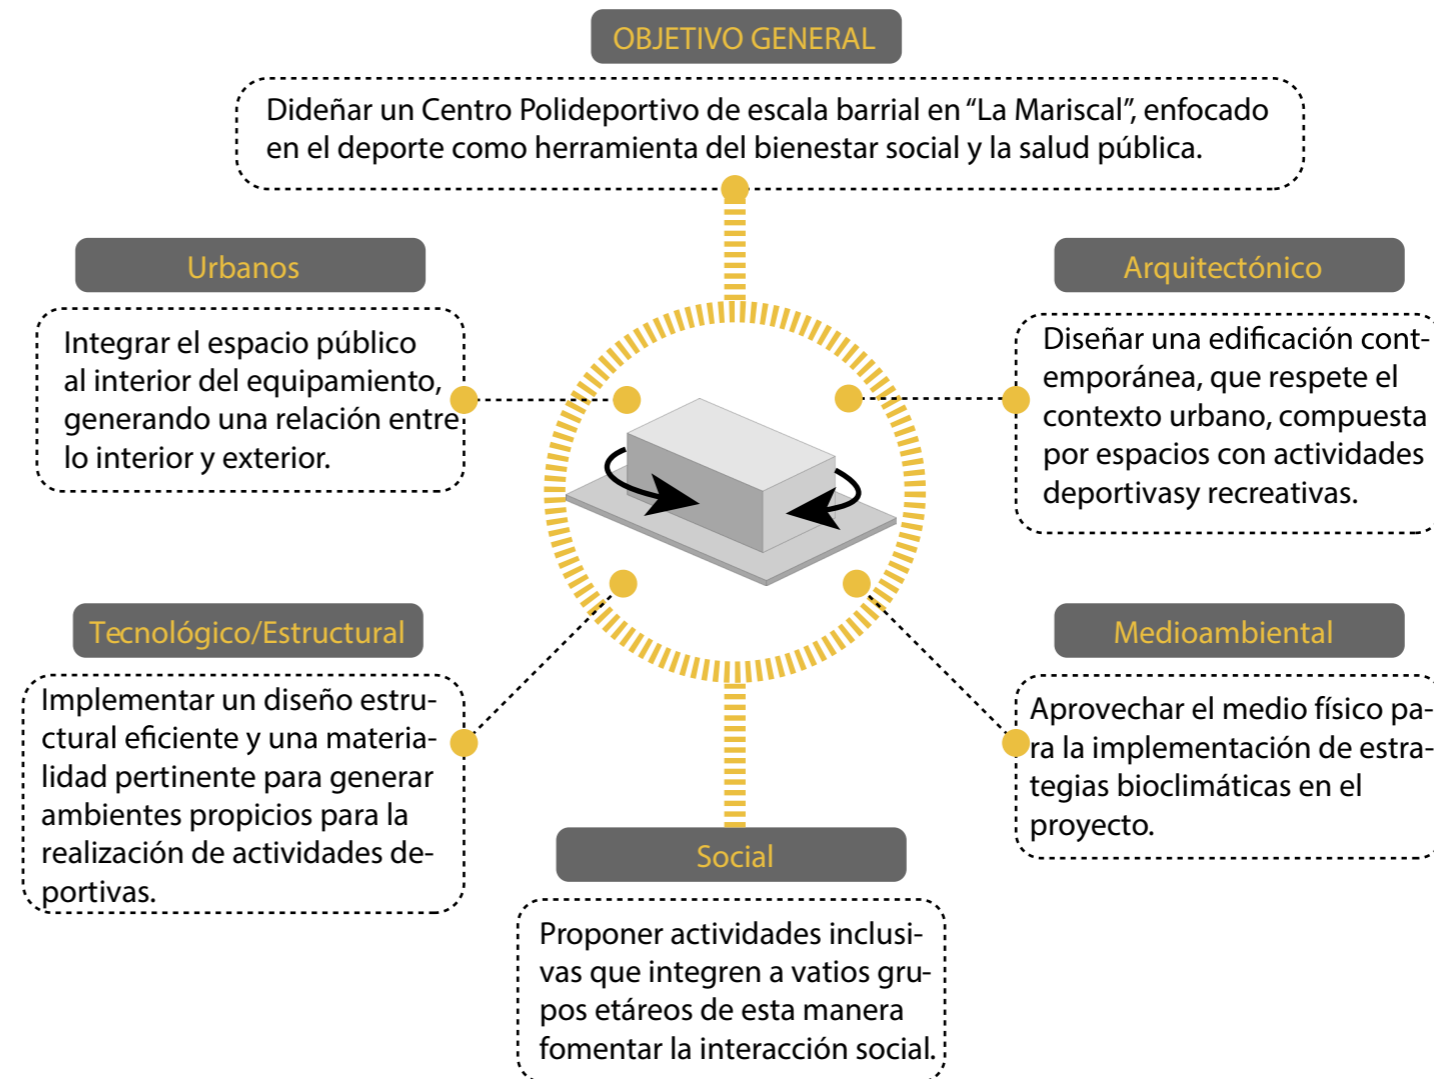 OBJETIVO GENERAL
Dideñar un Centro Polideportivo de escala barrial en “La Mariscal”, enfocado
en el deporte como herramienta del bienestar social y la salud pública.
Urbanos
Integrar el espacio público
al interior del equipamiento,
generando una relación entre
lo interior y exterior.
Arquitectónico
Diseñar una edificación cont-
emporánea, que respete el
contexto urbano, compuesta
por espacios con actividades
deportivasy recreativas.
Tecnológico/Estructural
Implementar un diseño estru-
ctural eficiente y una materia-
lidad pertinente para generar
ambientes propicios para la
realización de actividades de-
portivas.
Medioambiental
Aprovechar el medio físico pa-
ra la implementación de estra-
tegias bioclimáticas en el
proyecto.
Social
Proponer actividades inclusi-
vas que integren a vatios gru-
pos etáreos de esta manera
fomentar la interacción social.